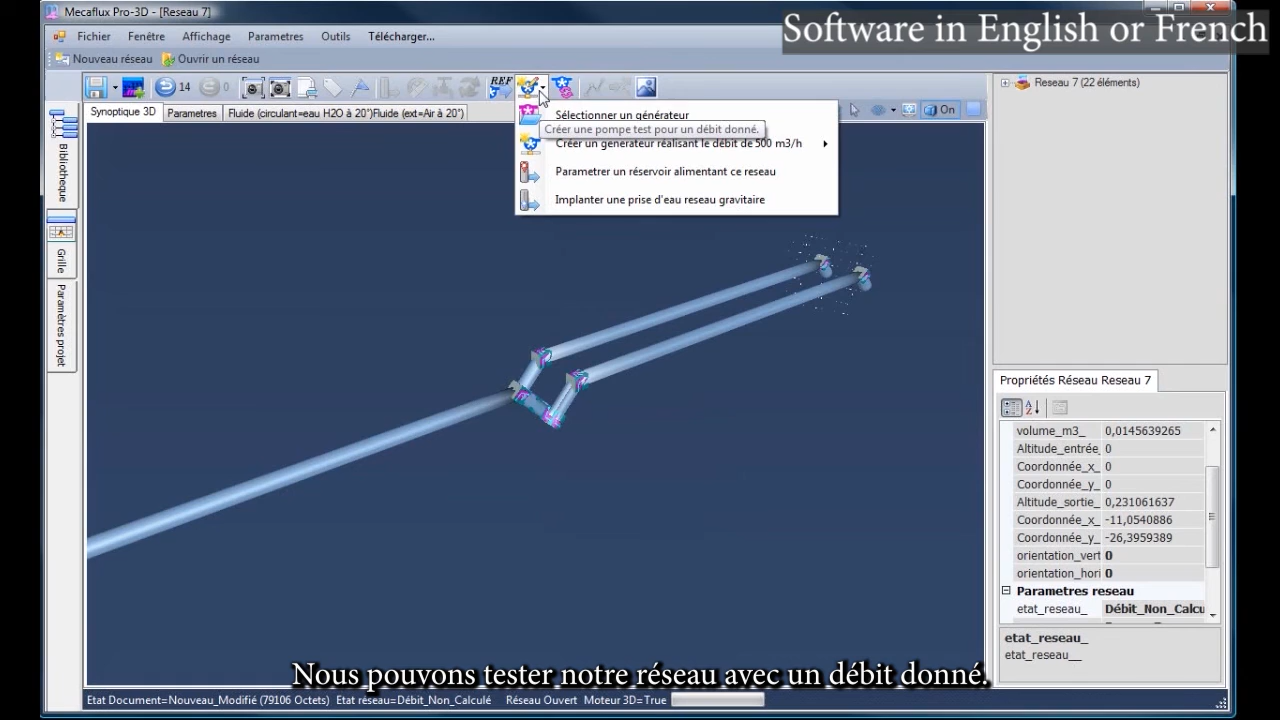 Mecaflux Pro-3D - [Reseau 7]
Software in English or French
Fichier Fenêtre Affichage Parametres Outils Télécharger...
Nouveau réseau Ouvrir un réseau
14 0 REF
Synoptique 3D Parametres Fluide (circulant=eau H2O à 20°)Fluide (ext=Air à 20°)
On
Sélectionner un générateur
Créer une pompe test pour un débit donné.
Créer un générateur réalisant le débit de 500 m3/h
Parametrer un réservoir alimentant ce reseau
Implanter une prise d'eau reseau gravitaire
Bibliotheque
Grille
Paramètres projet
Reseau 7 (22 éléments)
Propriétés Réseau Reseau 7
volume_m3_ 0,0145639265
Altitude_entrée_ 0
Coordonnée_x_ 0
Coordonnée_y_ 0
Altitude_sortie_ 0,231061637
Coordonnée_x_ -11,0540886
Coordonnée_y_ -26,3959389
orientation_vert 0
orientation_hori 0
Parametres reseau
etat_reseau_ Débit_Non_Calcu
etat_reseau_
etat_reseau__
Nous pouvons tester notre réseau avec un débit donné.
Etat Document=Nouveau_Modifié (79106 Octets) Etat réseau=Débit_Non_Calculé Réseau Ouvert Moteur 3D=True